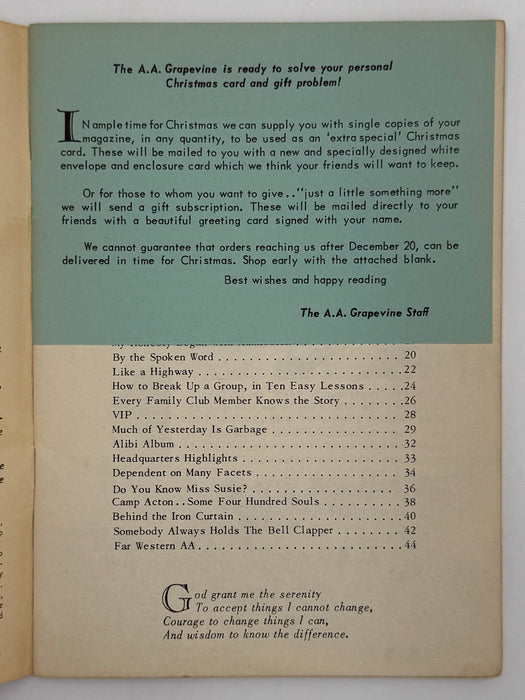 The A.A. Grapevine is ready to solve your personal
Christmas card and gift problem!
IN ample time for Christmas we can supply you with single copies of your
magazine, in any quantity, to be used as an 'extra special' Christmas
card. These will be mailed to you with a new and specially designed white
envelope and enclosure card which we think your friends will want to keep.
Or for those to whom you want to give.."just a little something more"
we will send a gift subscription. These will be mailed directly to your
friends with a beautiful greeting card signed with your name.
We cannot guarantee that orders reaching us after December 20, can be
delivered in time for Christmas. Shop early with the attached blank.
Best wishes and happy reading
The A.A. Grapevine Staff
By the Spoken Word . . . . . . . . . . . . . . . . . . . . . . . . 20
Like a Highway . . . . . . . . . . . . . . . . . . . . . . . . . . . 22
How to Break Up a Group, in Ten Easy Lessons . . . . . 24
Every Family Club Member Knows the Story . . . . . . . . 26
VIP . . . . . . . . . . . . . . . . . . . . . . . . . . . . . . . . . . . 28
Much of Yesterday Is Garbage . . . . . . . . . . . . . . . . . 29
Alibi Album . . . . . . . . . . . . . . . . . . . . . . . . . . . . . 32
Headquarters Highlights . . . . . . . . . . . . . . . . . . . . . 33
Dependent on Many Facets . . . . . . . . . . . . . . . . . . . 34
Do You Know Miss Susie? . . . . . . . . . . . . . . . . . . 36
Camp Acton . . Some Four Hundred Souls . . . . . . . . . 38
Behind the Iron Curtain . . . . . . . . . . . . . . . . . . . . . 40
Somebody Always Holds The Bell Clapper . . . . . . . . 42
Far Western AA . . . . . . . . . . . . . . . . . . . . . . . . . . 44
God grant me the serenity
To accept things I cannot change,
Courage to change things I can,
And wisdom to know the difference.